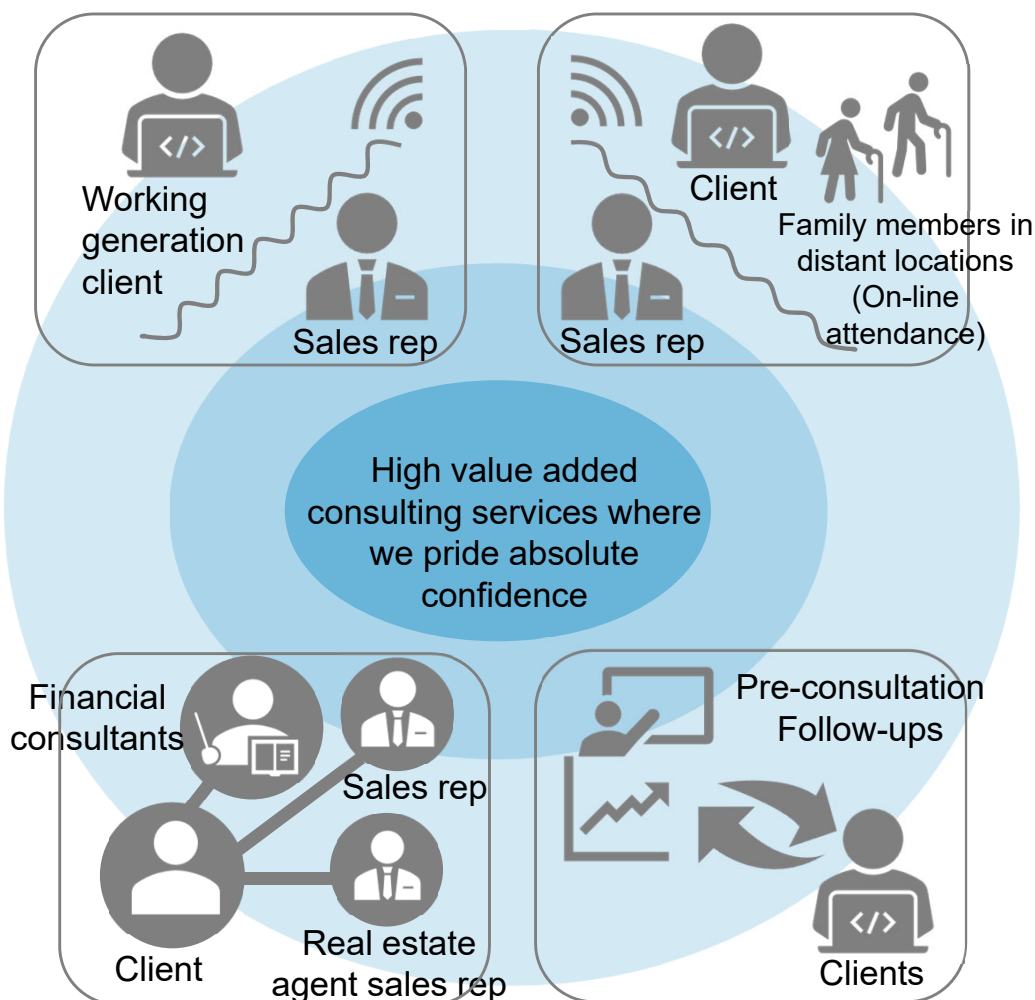 </>
Working
generation
client
Sales rep
</>
Client
Family members in
distant locations
(On-line
attendance)
Sales rep
High value added
consulting services where
we pride absolute
confidence
Financial
consultants
Sales rep
Client
Real estate
agent sales rep
Pre-consultation
Follow-ups
</>
Clients